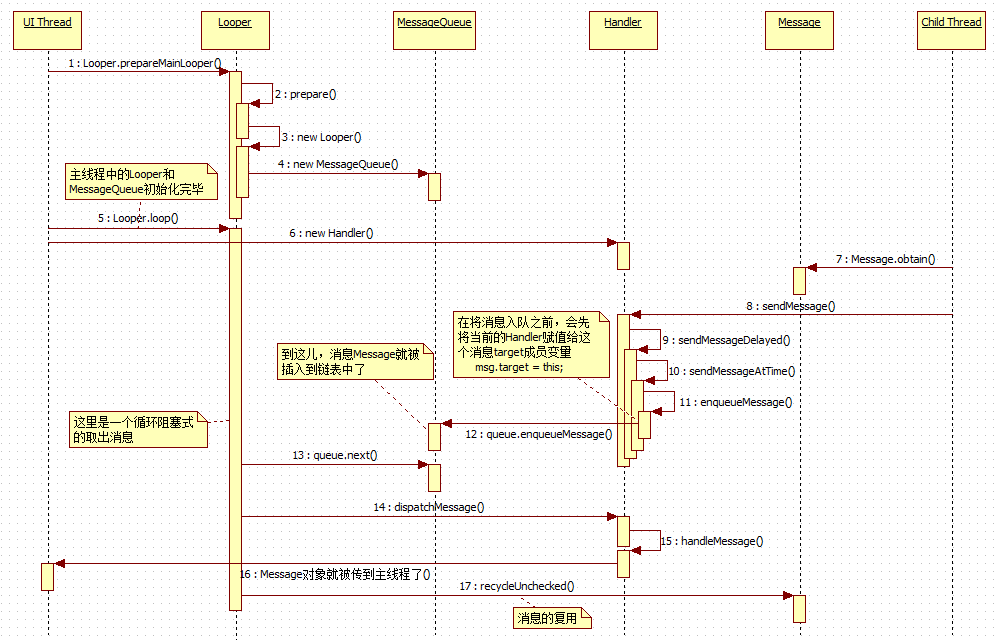 UI Thread
Looper
MessageQueue
Handler
Message
Child Thread
1 : Looper.prepareMainLooper()
2 : prepare()
3 : new Looper()
4 : new MessageQueue()
主线程中的Looper和
MessageQueue初始化完毕
5 : Looper.loop()
6 : new Handler()
7 : Message.obtain()
8 : sendMessage()
在将消息入队之前，会先
将当前的Handler赋值给这
个消息target成员变量
msg.target = this;
9 : sendMessageDelayed()
到这儿，消息Message就被
插入到链表中了
10 : sendMessageAtTime()
11 : enqueueMessage()
这里是一个循环阻塞式
的取出消息
12 : queue.enqueueMessage()
13 : queue.next()
14 : dispatchMessage()
15 : handleMessage()
16 : Message对象就被传到主线程了()
17 : recycleUnchecked()
消息的复用